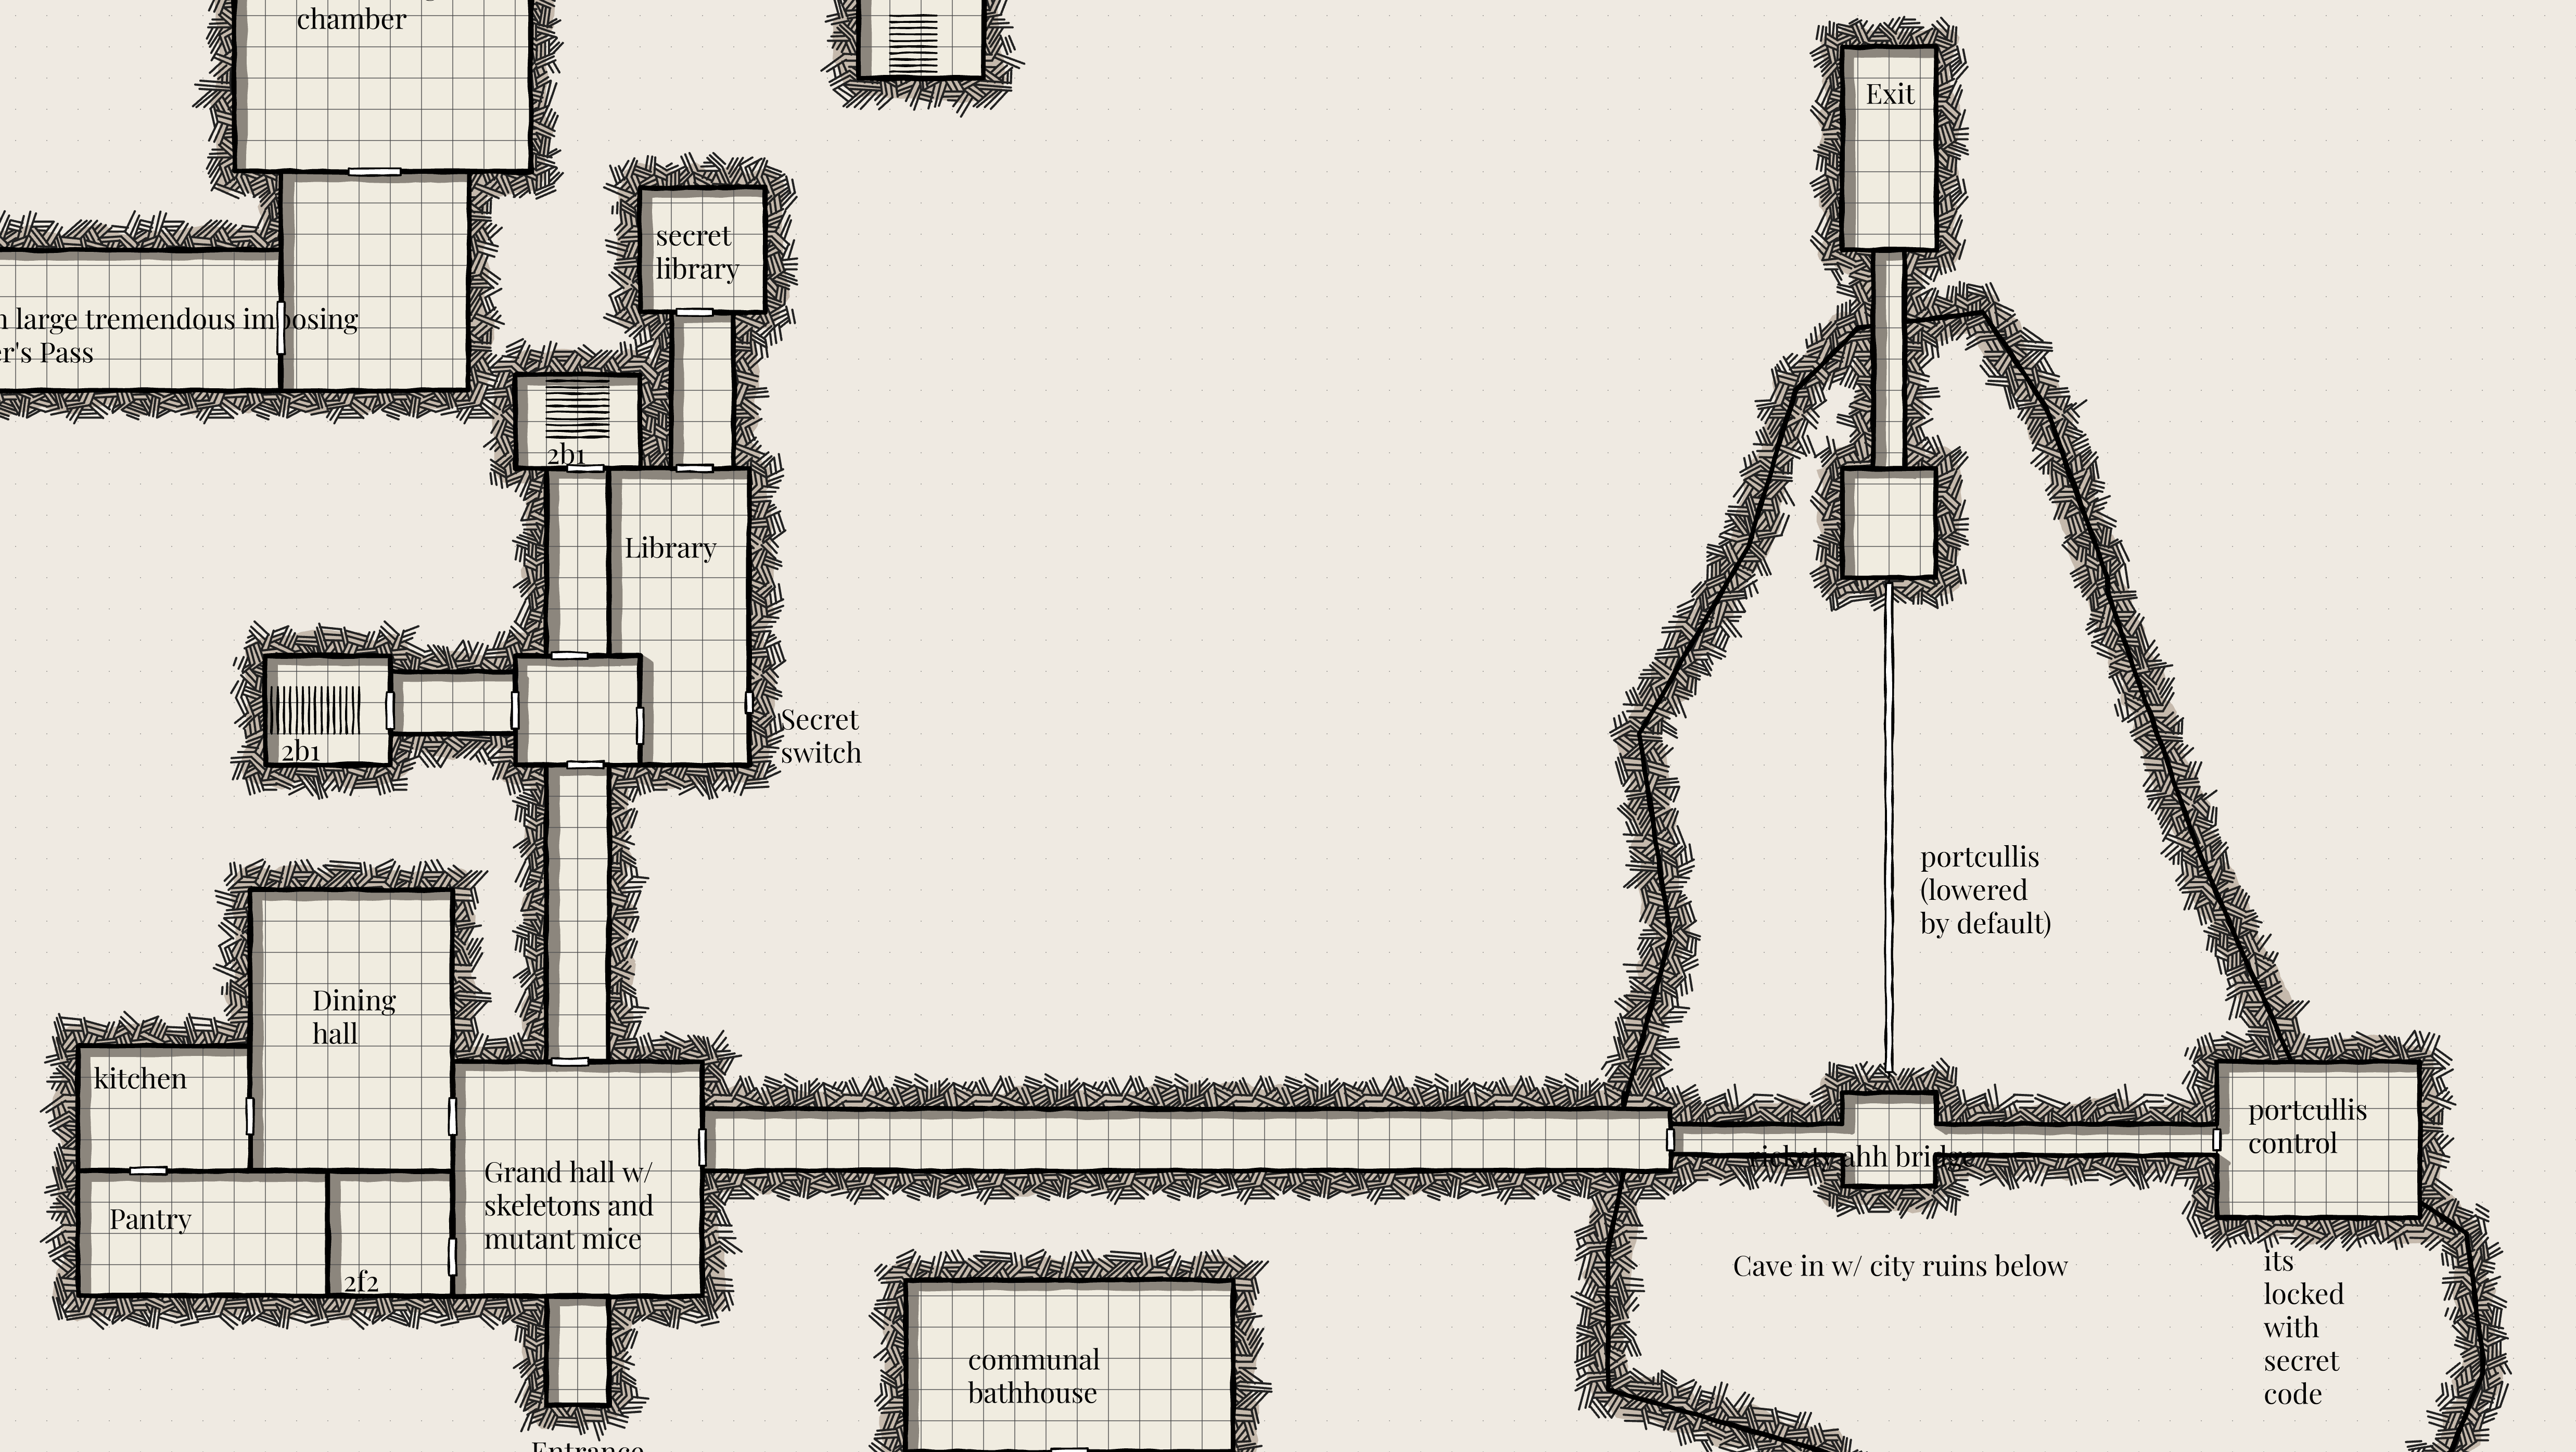 chamber
Exit
secret
library
n large tremendous imposing
er's Pass
2b1
Library
Secret
switch
2b1
portcullis
(lowered
by default)
Dining
hall
kitchen
portcullis
control
rickety ahh bridge
Grand hall w/
skeletons and
mutant mice
Pantry
2f2
Cave in w/ city ruins below
its
locked
with
secret
code
communal
bathhouse
Entrance